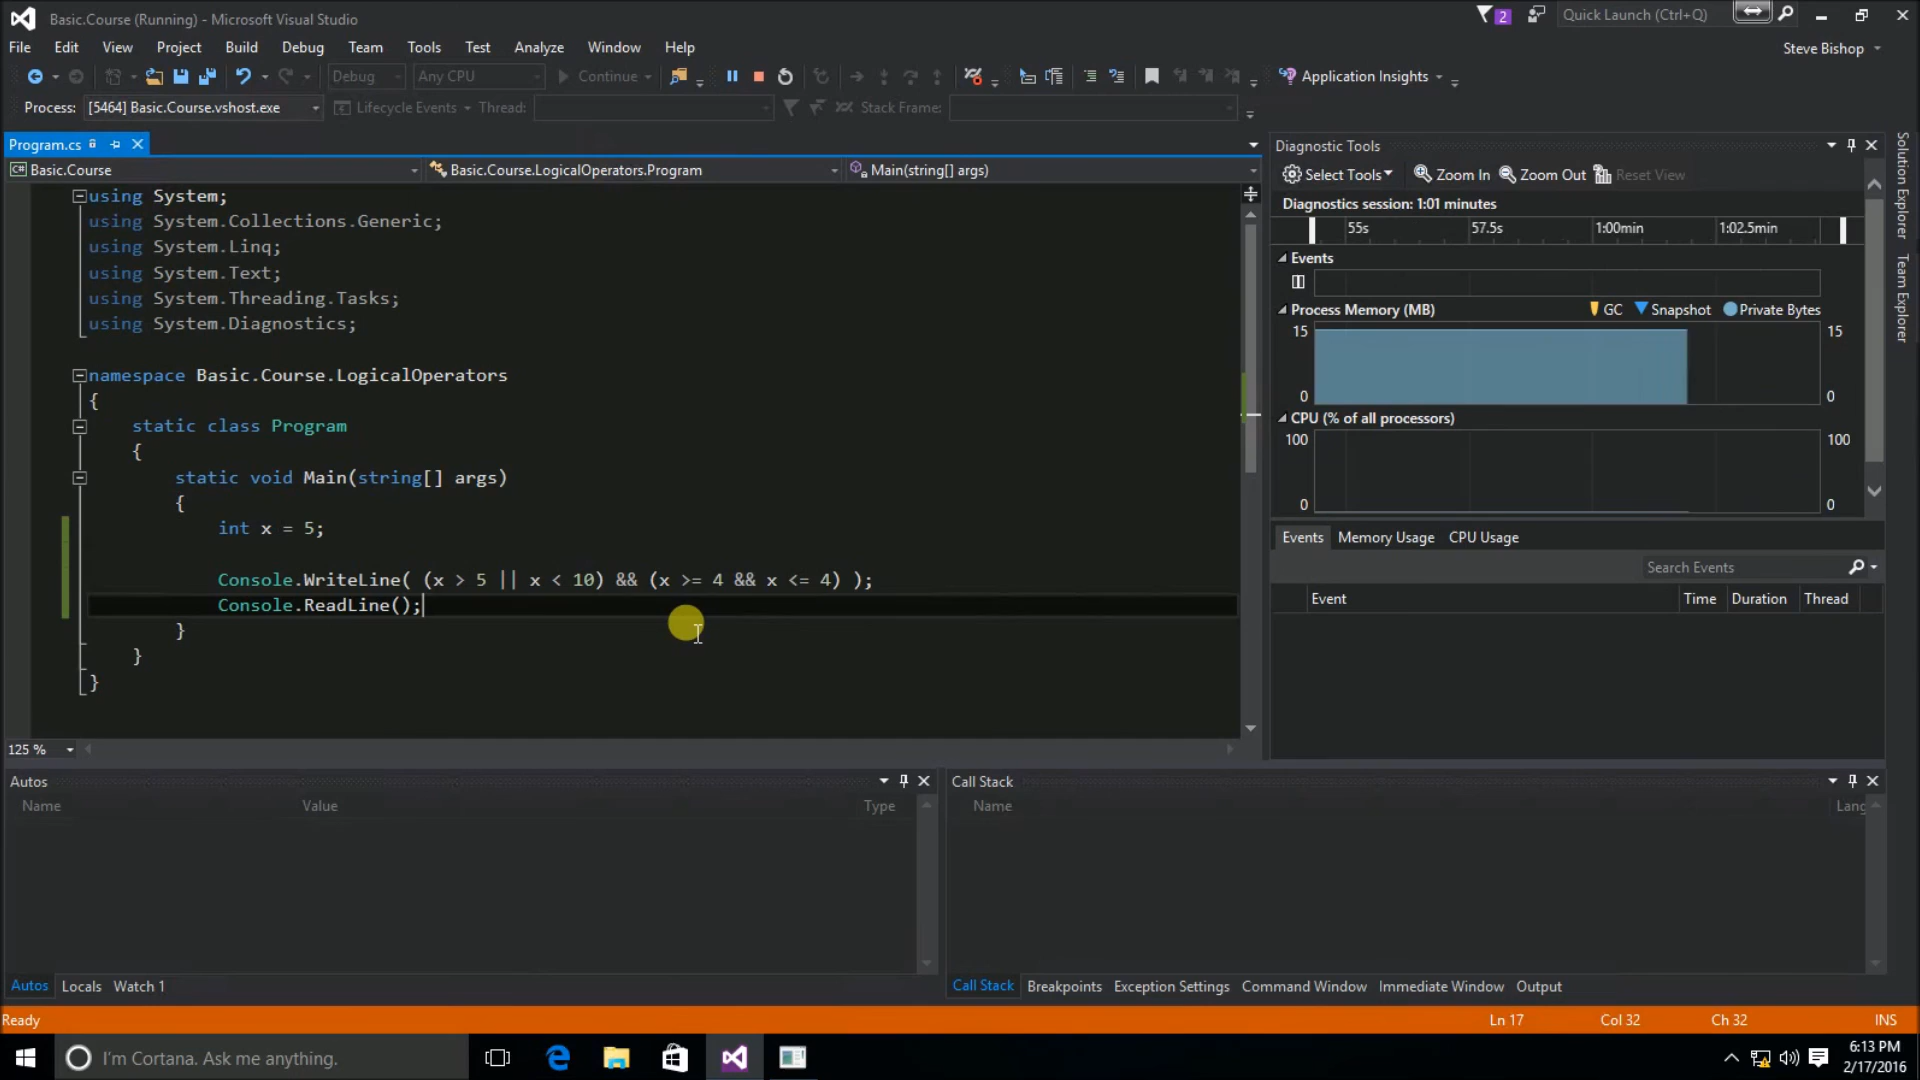 Basic.Course (Running) - Microsoft Visual Studio
2
Quick Launch (Ctrl+Q)
File Edit View Project Build Debug Team Tools Test Analyze Window Help
Steve Bishop
Debug Any CPU Continue Application Insights
Process: [5464] Basic.Course.vshost.exe Lifecycle Events Thread: Stack Frame:
Program.cs
C# Basic.Course Basic.Course.LogicalOperators.Program Main(string[] args)
using System;
using System.Collections.Generic;
using System.Linq;
using System.Text;
using System.Threading.Tasks;
using System.Diagnostics;
namespace Basic.Course.LogicalOperators
{
static class Program
{
static void Main(string[] args)
{
int x = 5;
Console.WriteLine( (x > 5 || x < 10) && (x >= 4 && x <= 4) );
Console.ReadLine();
}
}
}
125 %
Diagnostic Tools
Select Tools Zoom In Zoom Out Reset View
Diagnostics session: 1:01 minutes
55s 57.5s 1:00min 1:02.5min
Events
Process Memory (MB) GC Snapshot Private Bytes
15 15
0 0
CPU (% of all processors)
100 100
0 0
Events Memory Usage CPU Usage
Search Events
Event Time Duration Thread
Solution Explorer
Team Explorer
Autos
Name Value Type
Autos Locals Watch 1
Call Stack
Name Lang
Call Stack Breakpoints Exception Settings Command Window Immediate Window Output
Ready Ln 17 Col 32 Ch 32 INS
I'm Cortana. Ask me anything.
6:13 PM
2/17/2016